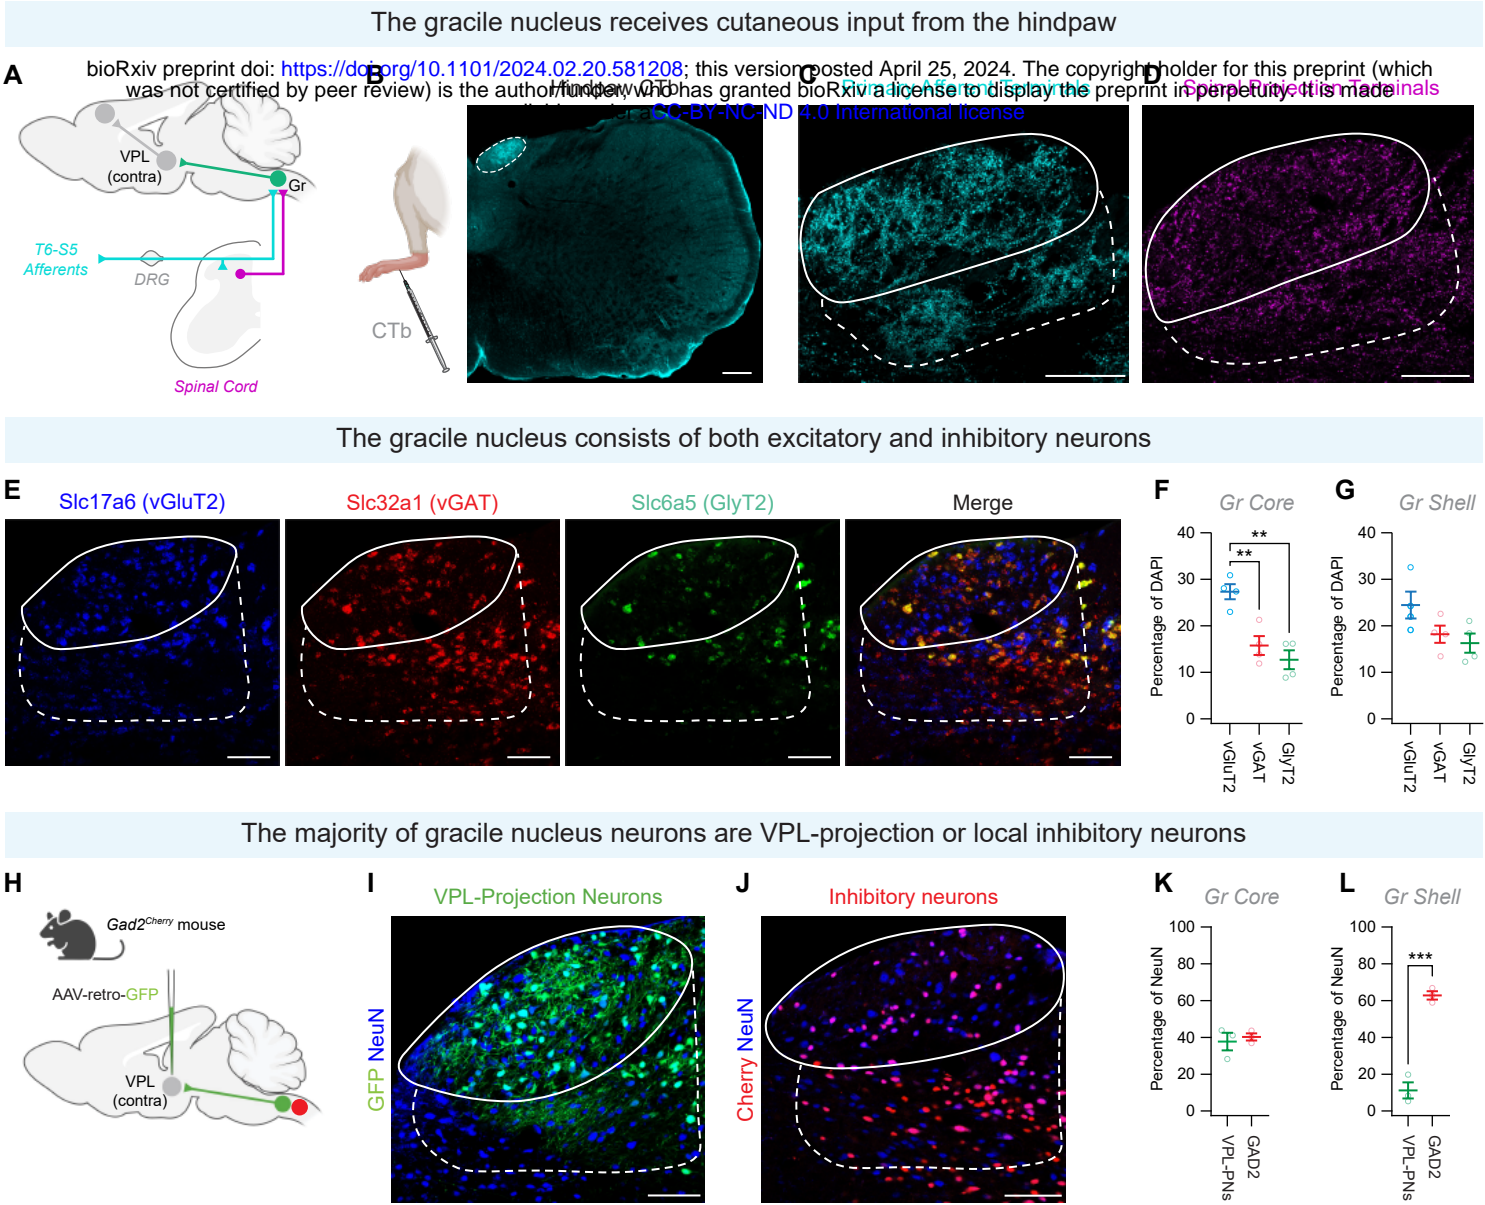 The gracile nucleus receives cutaneous input from the hindpaw
bioRxiv preprint doi: https://doi.org/10.1101/2024.02.20.581208; this version posted April 25, 2024. The copyright holder for this preprint (which
was not certified by peer review) is the author/funder, who has granted bioRxiv a license to display the preprint in perpetuity. It is made
CC-BY-NC-ND 4.0 International license
A
VPL
(contra)
Gr
T6-S5
Afferents
DRG
Spinal Cord
B
Hindpaw CTb
CTb
C
Primary Afferent Terminals
D
Spinal Projection Terminals
The gracile nucleus consists of both excitatory and inhibitory neurons
E
Slc17a6 (vGluT2)
Slc32a1 (vGAT)
Slc6a5 (GlyT2)
Merge
F
Gr Core
Percentage of DAPI
40
30
20
10
0
**
**
vGluT2
vGAT
GlyT2
G
Gr Shell
Percentage of DAPI
40
30
20
10
0
vGluT2
vGAT
GlyT2
The majority of gracile nucleus neurons are VPL-projection or local inhibitory neurons
H
Gad2Cherry mouse
AAV-retro-GFP
VPL
(contra)
I
VPL-Projection Neurons
GFP NeuN
J
Inhibitory neurons
Cherry NeuN
K
Gr Core
Percentage of NeuN
100
80
60
40
20
0
VPL-PNs
GAD2
L
Gr Shell
Percentage of NeuN
100
80
60
40
20
0
***
VPL-PNs
GAD2